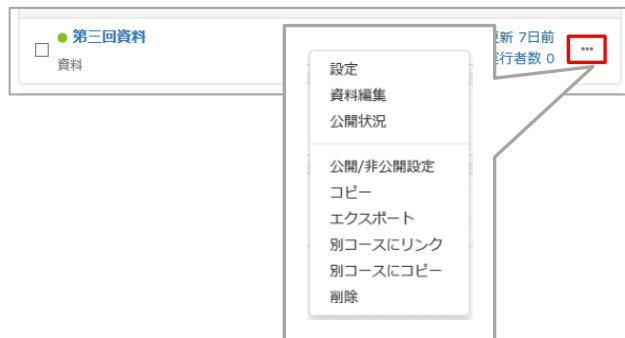 第三回資料
資料
更新 7日前
行者数 0
設定
資料編集
公開状況
公開/非公開設定
コピー
エクスポート
別コースにリンク
別コースにコピー
削除